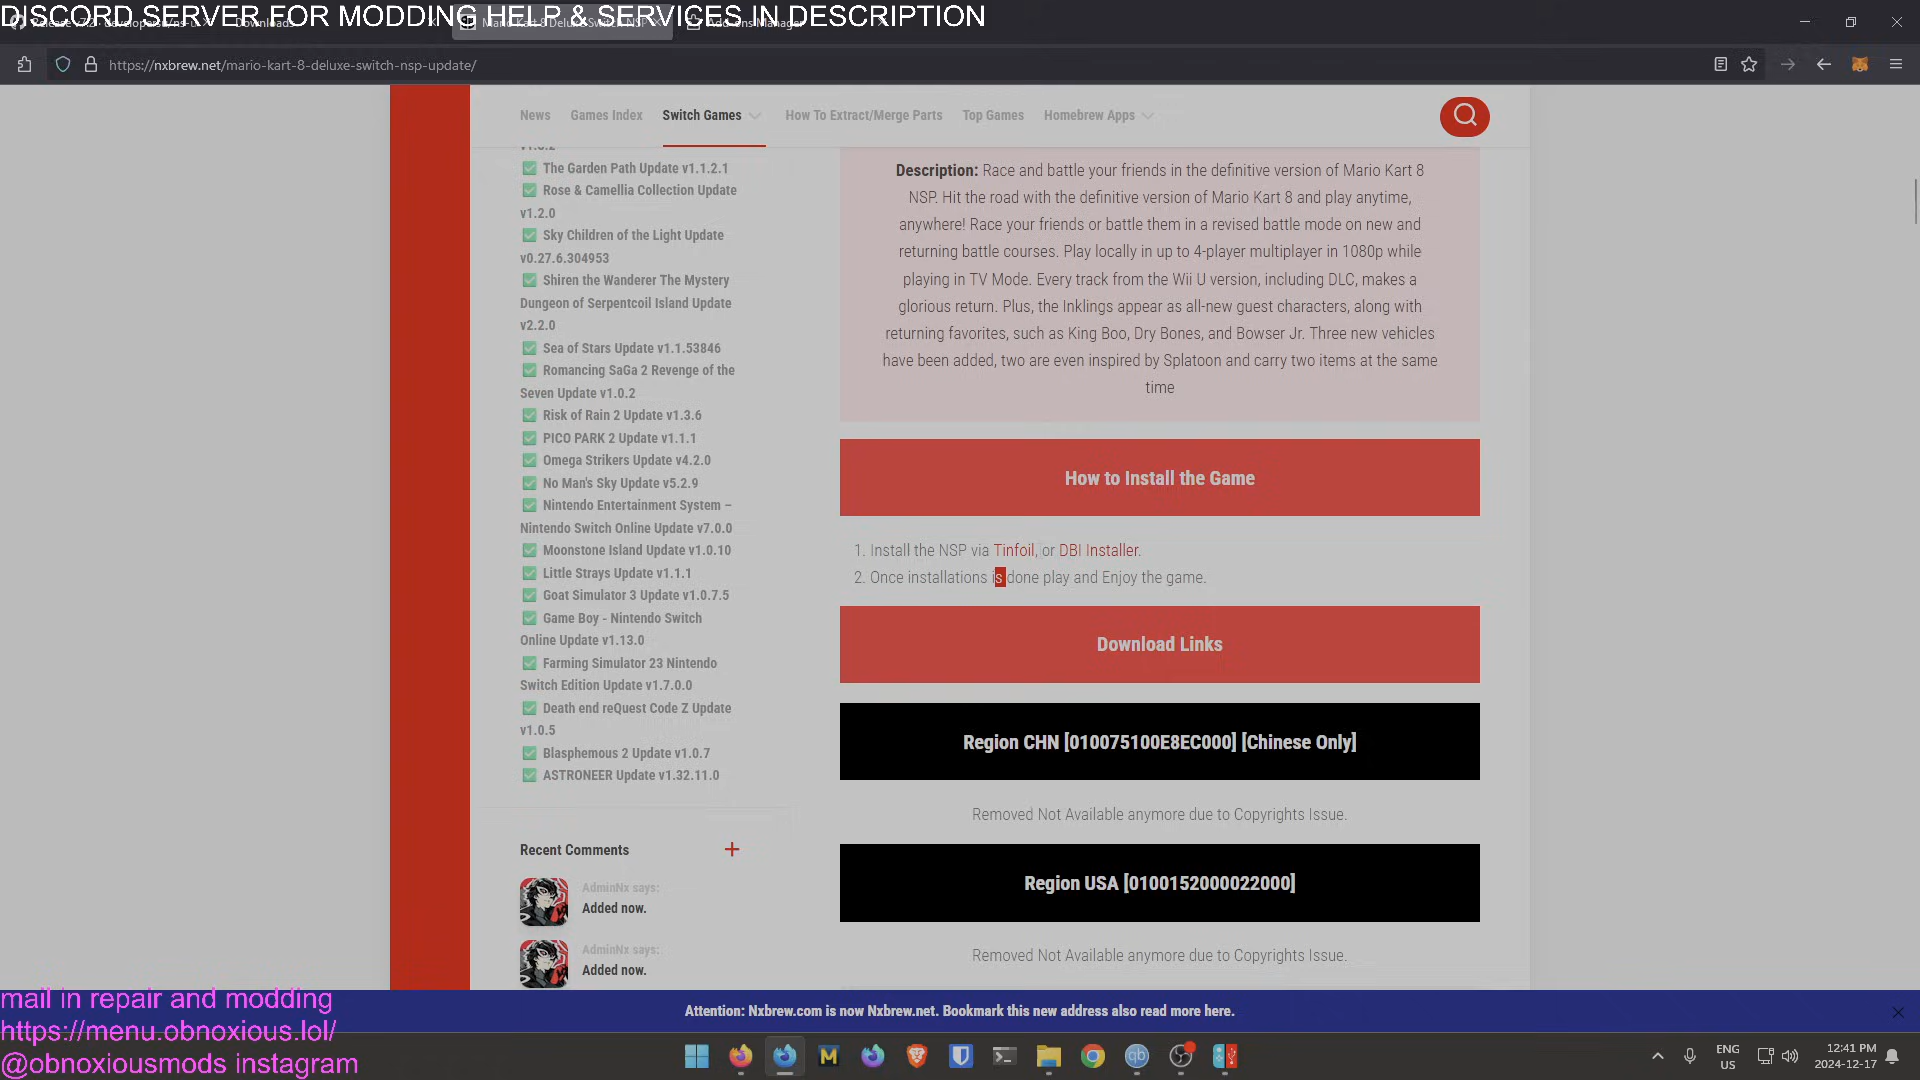 DISCORD SERVER FOR MODDING HELP & SERVICES IN DESCRIPTION
https://nxbrew.net/mario-kart-8-deluxe-switch-nsp-update/
News Games Index Switch Games How To Extract/Merge Parts Top Games Homebrew Apps
The Garden Path Update v1.1.2.1
Rose & Camellia Collection Update
v1.2.0
Sky Children of the Light Update
v0.27.6.304953
Shiren the Wanderer The Mystery
Dungeon of Serpentcoil Island Update
v2.2.0
Sea of Stars Update v1.1.53846
Romancing SaGa 2 Revenge of the
Seven Update v1.0.2
Risk of Rain 2 Update v1.3.6
PICO PARK 2 Update v1.1.1
Omega Strikers Update v4.2.0
No Man's Sky Update v5.2.9
Nintendo Entertainment System –
Nintendo Switch Online Update v7.0.0
Moonstone Island Update v1.0.10
Little Strays Update v1.1.1
Goat Simulator 3 Update v1.0.7.5
Game Boy - Nintendo Switch
Online Update v1.13.0
Farming Simulator 23 Nintendo
Switch Edition Update v1.7.0.0
Death end reQuest Code Z Update
v1.0.5
Blasphemous 2 Update v1.0.7
ASTRONEER Update v1.32.11.0
Recent Comments +
AdminNx says:
Added now.
AdminNx says:
Added now.
Description: Race and battle your friends in the definitive version of Mario Kart 8
NSP. Hit the road with the definitive version of Mario Kart 8 and play anytime,
anywhere! Race your friends or battle them in a revised battle mode on new and
returning battle courses. Play locally in up to 4-player multiplayer in 1080p while
playing in TV Mode. Every track from the Wii U version, including DLC, makes a
glorious return. Plus, the Inklings appear as all-new guest characters, along with
returning favorites, such as King Boo, Dry Bones, and Bowser Jr. Three new vehicles
have been added, two are even inspired by Splatoon and carry two items at the same
time
How to Install the Game
1. Install the NSP via Tinfoil, or DBI Installer.
2. Once installations is done play and Enjoy the game.
Download Links
Region CHN [010075100E8EC000] [Chinese Only]
Removed Not Available anymore due to Copyrights Issue.
Region USA [0100152000022000]
Removed Not Available anymore due to Copyrights Issue.
Attention: Nxbrew.com is now Nxbrew.net. Bookmark this new address also read more here.
mail in repair and modding
https://menu.obnoxious.lol/
@obnoxiousmods instagram
ENG
US
12:41 PM
2024-12-17